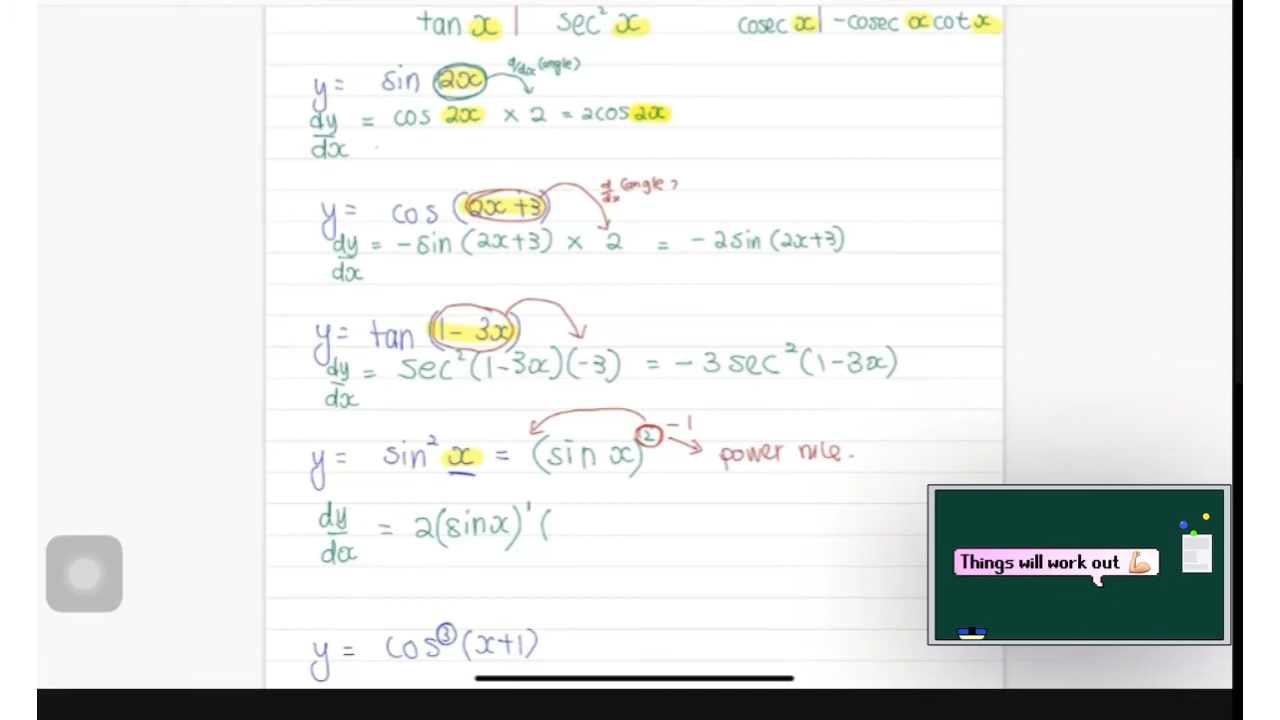 tan x | sec² x cosec x | -cosec x cot x
y = sin 2x d/dx (angle)
dy/dx = cos 2x × 2 = 2cos 2x
y = cos (2x+3) d/dx (angle)
dy/dx = -sin (2x+3) × 2 = -2sin (2x+3)
y = tan (1-3x)
dy/dx = sec² (1-3x)(-3) = -3 sec² (1-3x)
y = sin² x = (sin x)² -1 power rule.
dy/dx = 2(sin x)¹ (
Things will work out 💪🏼
y = cos³ (x+1)